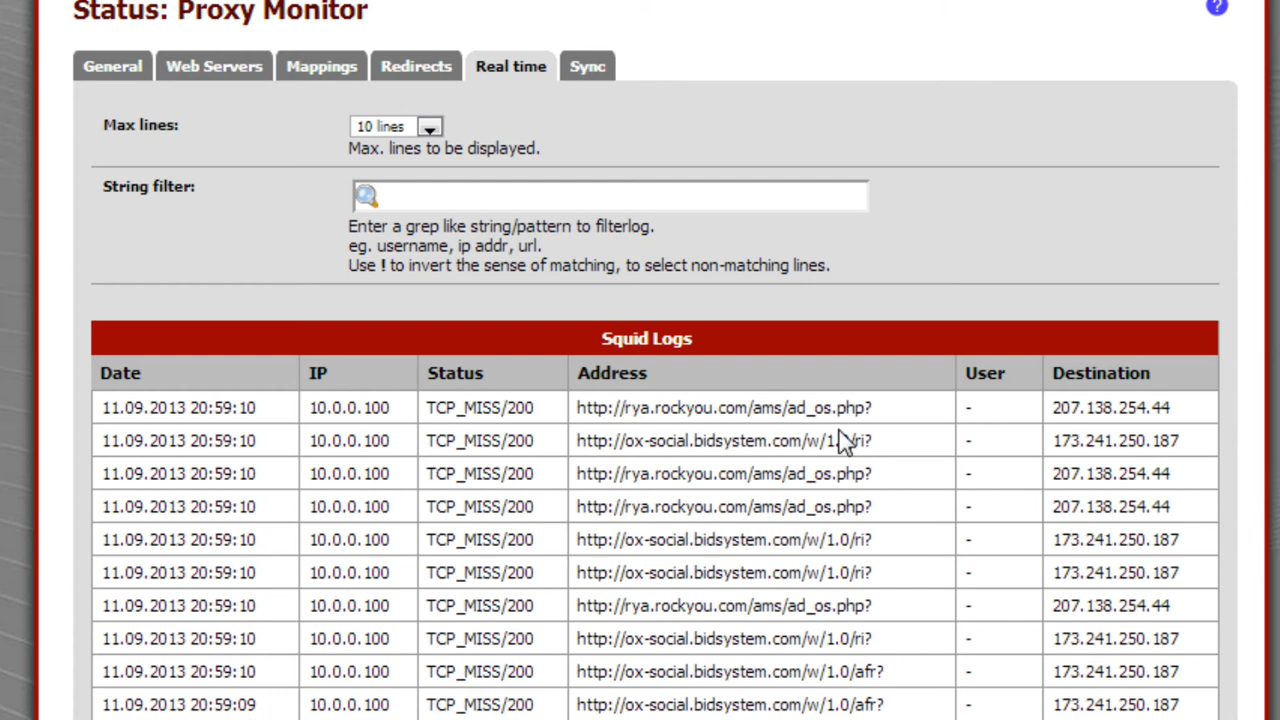 Status: Proxy Monitor
?
General Web Servers Mappings Redirects Real time Sync
Max lines: 10 lines
Max. lines to be displayed.
String filter:
Enter a grep like string/pattern to filterlog.
eg. username, ip addr, url.
Use ! to invert the sense of matching, to select non-matching lines.
Squid Logs
Date IP Status Address User Destination
11.09.2013 20:59:10 10.0.0.100 TCP_MISS/200 http://rya.rockyou.com/ams/ad_os.php? - 207.138.254.44
11.09.2013 20:59:10 10.0.0.100 TCP_MISS/200 http://ox-social.bidsystem.com/w/1.0/ri? - 173.241.250.187
11.09.2013 20:59:10 10.0.0.100 TCP_MISS/200 http://rya.rockyou.com/ams/ad_os.php? - 207.138.254.44
11.09.2013 20:59:10 10.0.0.100 TCP_MISS/200 http://rya.rockyou.com/ams/ad_os.php? - 207.138.254.44
11.09.2013 20:59:10 10.0.0.100 TCP_MISS/200 http://ox-social.bidsystem.com/w/1.0/ri? - 173.241.250.187
11.09.2013 20:59:10 10.0.0.100 TCP_MISS/200 http://ox-social.bidsystem.com/w/1.0/ri? - 173.241.250.187
11.09.2013 20:59:10 10.0.0.100 TCP_MISS/200 http://rya.rockyou.com/ams/ad_os.php? - 207.138.254.44
11.09.2013 20:59:10 10.0.0.100 TCP_MISS/200 http://ox-social.bidsystem.com/w/1.0/ri? - 173.241.250.187
11.09.2013 20:59:10 10.0.0.100 TCP_MISS/200 http://ox-social.bidsystem.com/w/1.0/afr? - 173.241.250.187
11.09.2013 20:59:09 10.0.0.100 TCP_MISS/200 http://ox-social.bidsystem.com/w/1.0/afr? - 173.241.250.187